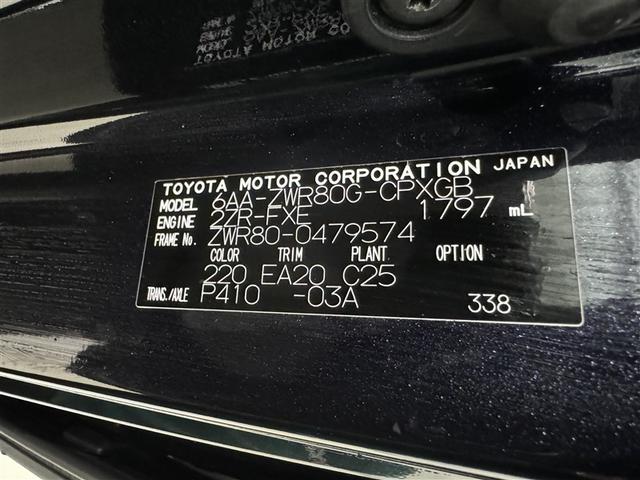 TOYOTA MOTOR CORPORATION JAPAN
MODEL 6AA-ZWR80G-CPXGB
ENGINE 2ZR-FXE 1797 mL
FRAME No. ZWR80-0479574
COLOR TRIM PLANT OPTION
220 EA20 C25
TRANS./AXLE P410 -03A 338